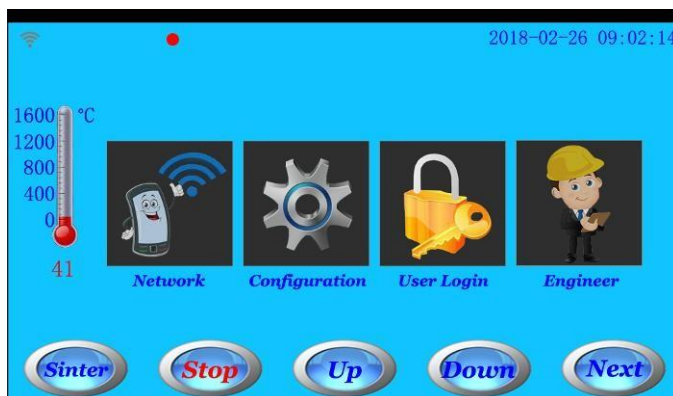 2018-02-26 09:02:14
1600 °C
1200
800
400
0
41
Network Configuration User Login Engineer
Sinter Stop Up Down Next